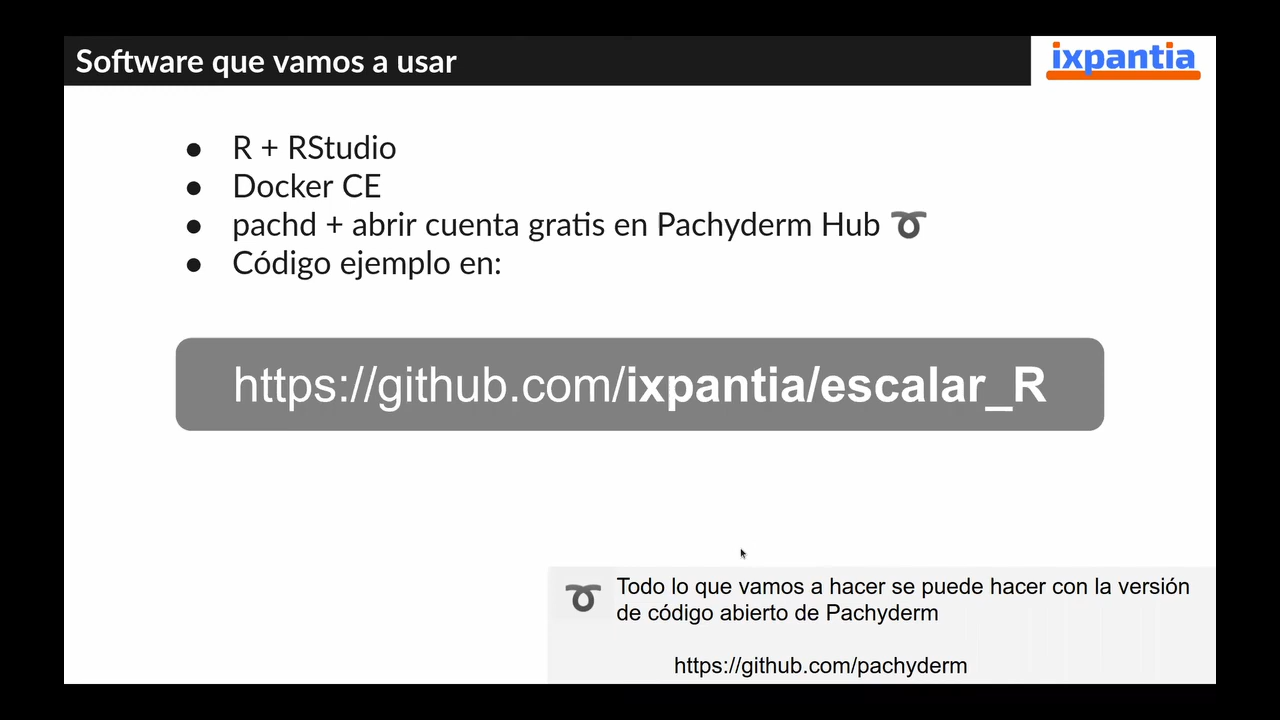 Software que vamos a usar
ixpantia
● R + RStudio
● Docker CE
● pachd + abrir cuenta gratis en Pachyderm Hub ➰
● Código ejemplo en:
https://github.com/ixpantia/escalar_R
➰ Todo lo que vamos a hacer se puede hacer con la versión
de código abierto de Pachyderm
https://github.com/pachyderm